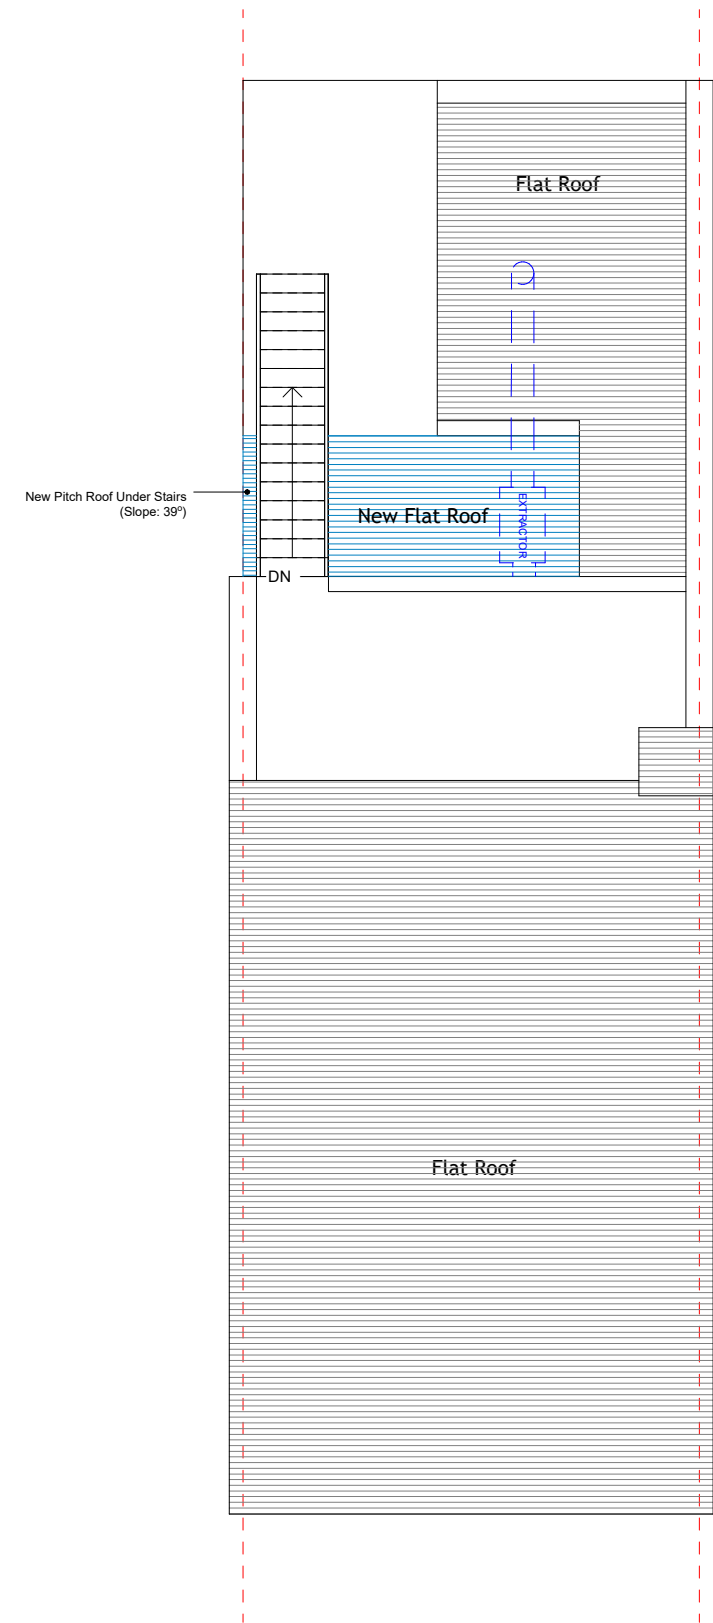 Flat Roof
New Pitch Roof Under Stairs
(Slope: 39º)
New Flat Roof
EXTRACTOR
DN
Flat Roof